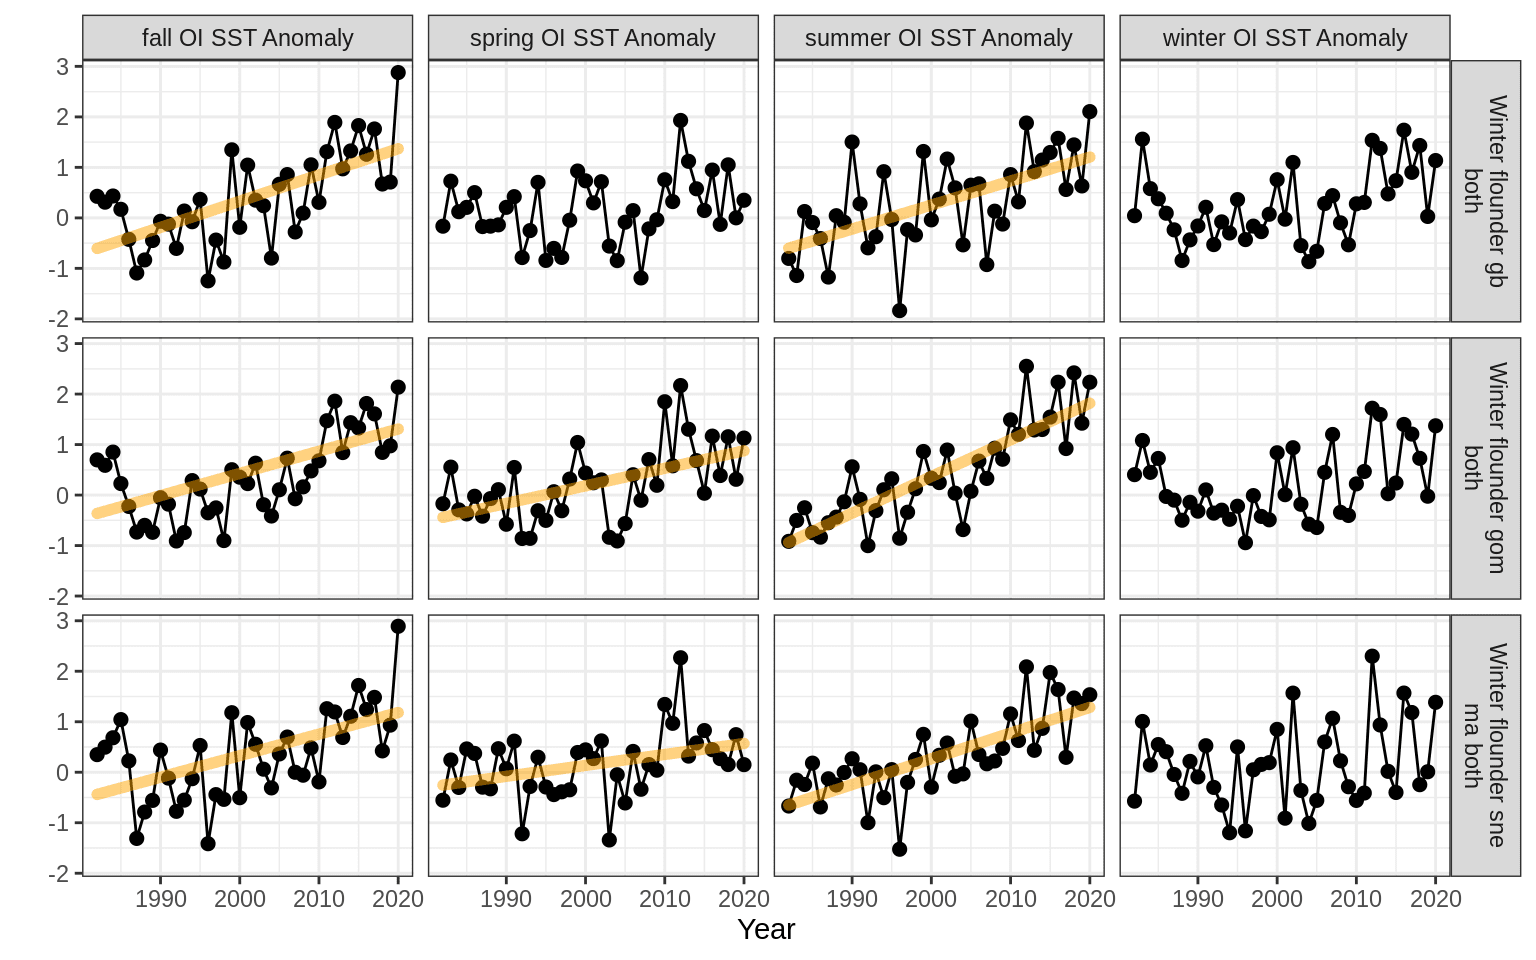 fall OI SST Anomaly
spring OI SST Anomaly
summer OI SST Anomaly
winter OI SST Anomaly
3
2
1
0
-1
-2
Winter flounder gb
both
3
2
1
0
-1
-2
Winter flounder gom
both
3
2
1
0
-1
-2
Winter flounder sne
ma both
1990 2000 2010 2020
1990 2000 2010 2020
1990 2000 2010 2020
1990 2000 2010 2020
Year